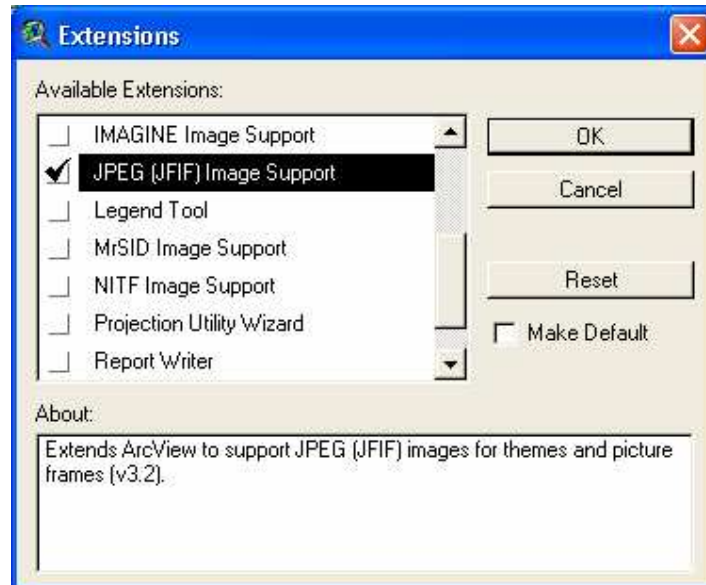 Extensions
Available Extensions:
IMAGINE Image Support
JPEG (JFIF) Image Support
Legend Tool
MrSID Image Support
NITF Image Support
Projection Utility Wizard
Report Writer
OK
Cancel
Reset
Make Default
About:
Extends ArcView to support JPEG (JFIF) images for themes and picture
frames (v3.2).